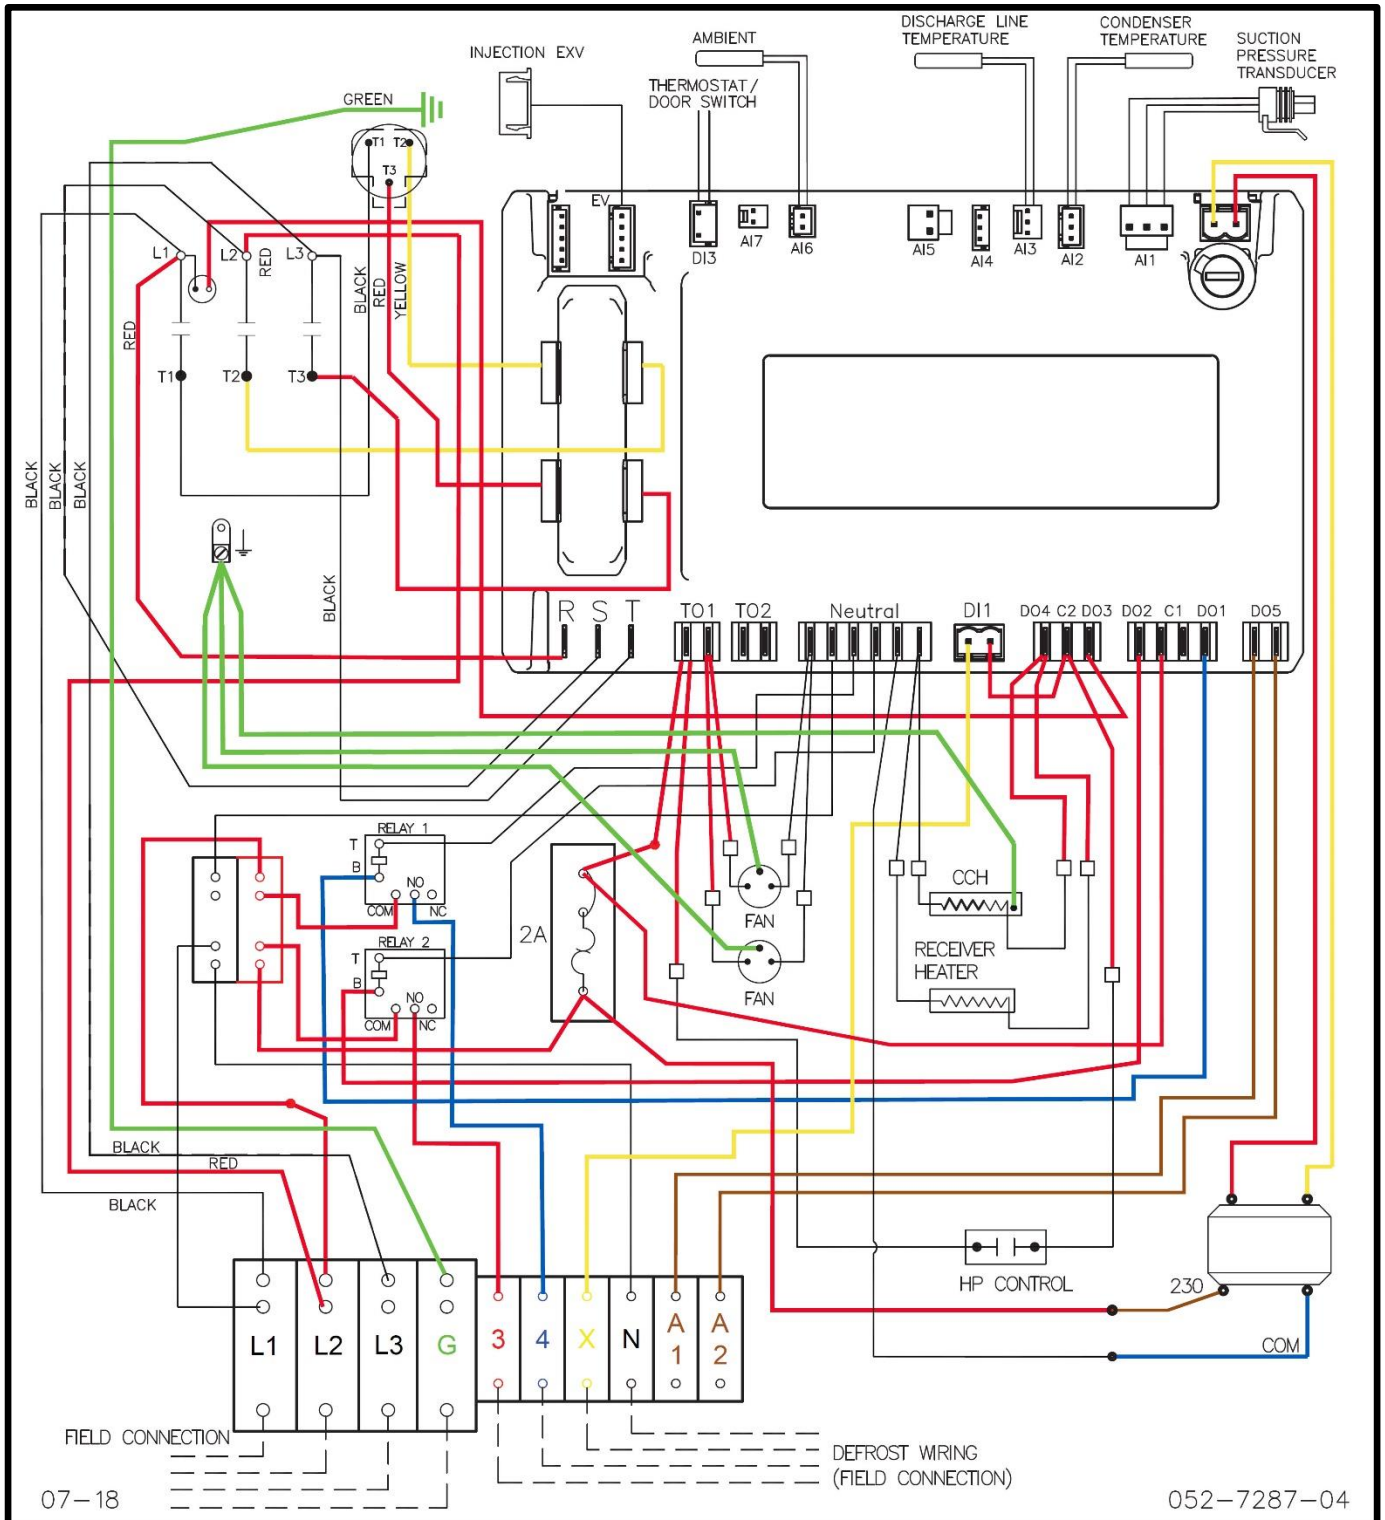 INJECTION EXV
AMBIENT
DISCHARGE LINE
TEMPERATURE
CONDENSER
TEMPERATURE
SUCTION
PRESSURE
TRANSDUCER
THERMOSTAT/
DOOR SWITCH
GREEN
T1 T2
T3
EV
DI3
AI7
AI6
AI5
AI4
AI3
AI2
AI1
L1
L2
RED
L3
BLACK
RED
YELLOW
RED
T1
T2
T3
BLACK
BLACK
BLACK
BLACK
R S T
TO1
TO2
Neutral
DI1
DO4 C2 DO3
DO2 C1 DO1
DO5
RELAY 1
T
B
NO
COM
NC
RELAY 2
T
B
NO
COM
NC
2A
FAN
FAN
CCH
RECEIVER
HEATER
BLACK
RED
BLACK
HP CONTROL
230
COM
L1
L2
L3
G
3
4
X
N
A
1
A
2
FIELD CONNECTION
DEFROST WIRING
(FIELD CONNECTION)
07-18
052-7287-04